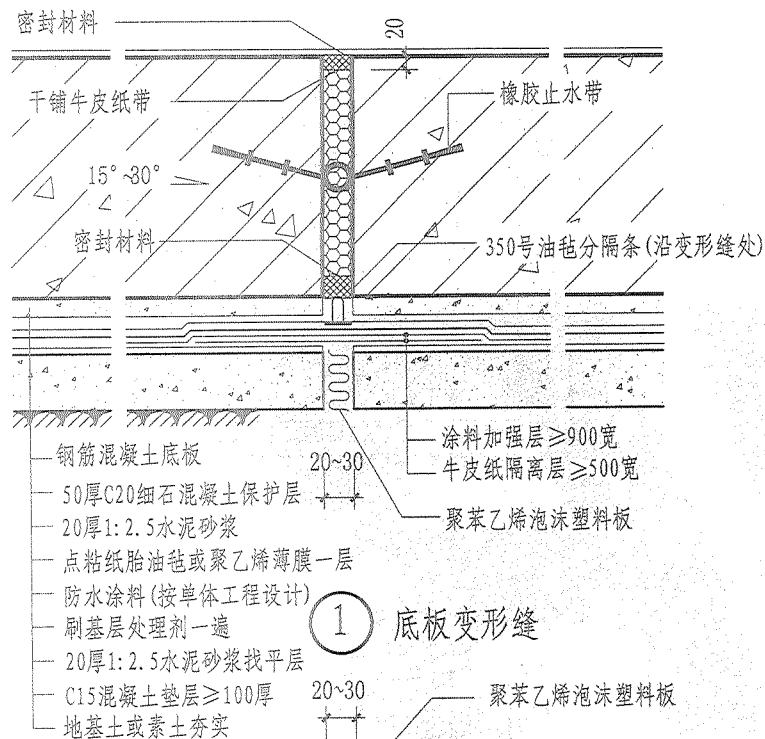 密封材料
20
干铺牛皮纸带
橡胶止水带
15°~30°
密封材料
350号油毡分隔条(沿变形缝处)
涂料加强层≥900宽
牛皮纸隔离层≥500宽
20~30
聚苯乙烯泡沫塑料板
钢筋混凝土底板
50厚C20细石混凝土保护层
20厚1:2.5水泥砂浆
点粘纸胎油毡或聚乙烯薄膜一层
防水涂料(按单体工程设计)
刷基层处理剂一遍
20厚1:2.5水泥砂浆找平层
C15混凝土垫层≥100厚
地基土或素土夯实
1 底板变形缝
20~30
聚苯乙烯泡沫塑料板